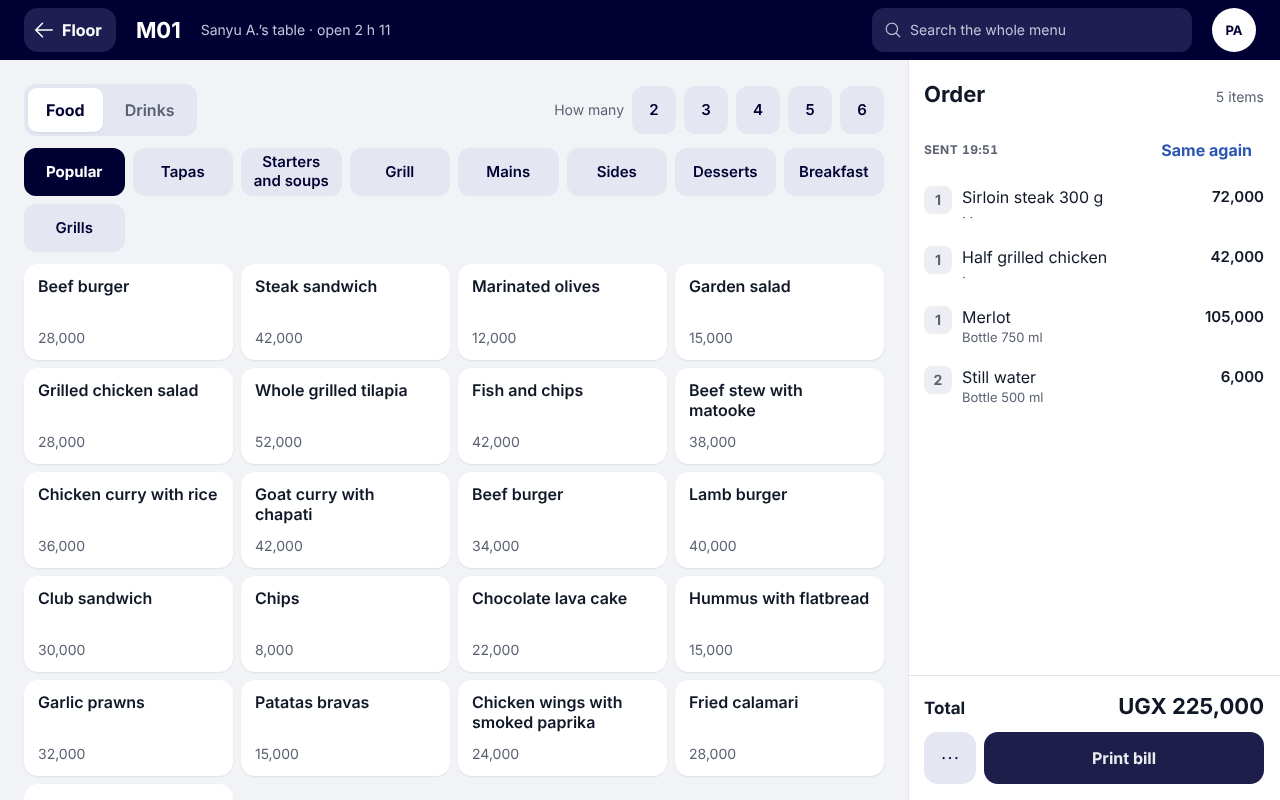 Floor
M01
Sanyu A.'s table · open 2 h 11
Search the whole menu
PA
Food
Drinks
How many
2
3
4
5
6
Popular
Tapas
Starters
and soups
Grill
Mains
Sides
Desserts
Breakfast
Grills
Beef burger
28,000
Steak sandwich
42,000
Marinated olives
12,000
Garden salad
15,000
Grilled chicken salad
28,000
Whole grilled tilapia
52,000
Fish and chips
42,000
Beef stew with
matooke
38,000
Chicken curry with rice
36,000
Goat curry with
chapati
42,000
Beef burger
34,000
Lamb burger
40,000
Club sandwich
30,000
Chips
8,000
Chocolate lava cake
22,000
Hummus with flatbread
15,000
Garlic prawns
32,000
Patatas bravas
15,000
Chicken wings with
smoked paprika
24,000
Fried calamari
28,000
Order
5 items
SENT 19:51
Same again
1 Sirloin steak 300 g 72,000
· ·
1 Half grilled chicken 42,000
·
1 Merlot 105,000
Bottle 750 ml
2 Still water 6,000
Bottle 500 ml
Total
UGX 225,000
···
Print bill